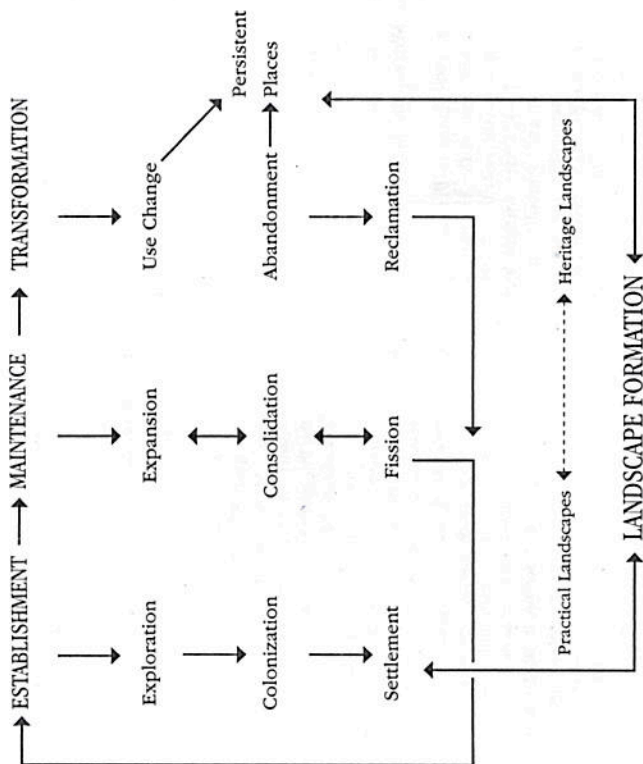 ESTABLISHMENT → MAINTENANCE → TRANSFORMATION
Exploration
Expansion
Use Change
Persistent
Places
Colonization
Consolidation
Abandonment
Settlement
Fission
Reclamation
Practical Landscapes
Heritage Landscapes
LANDSCAPE FORMATION